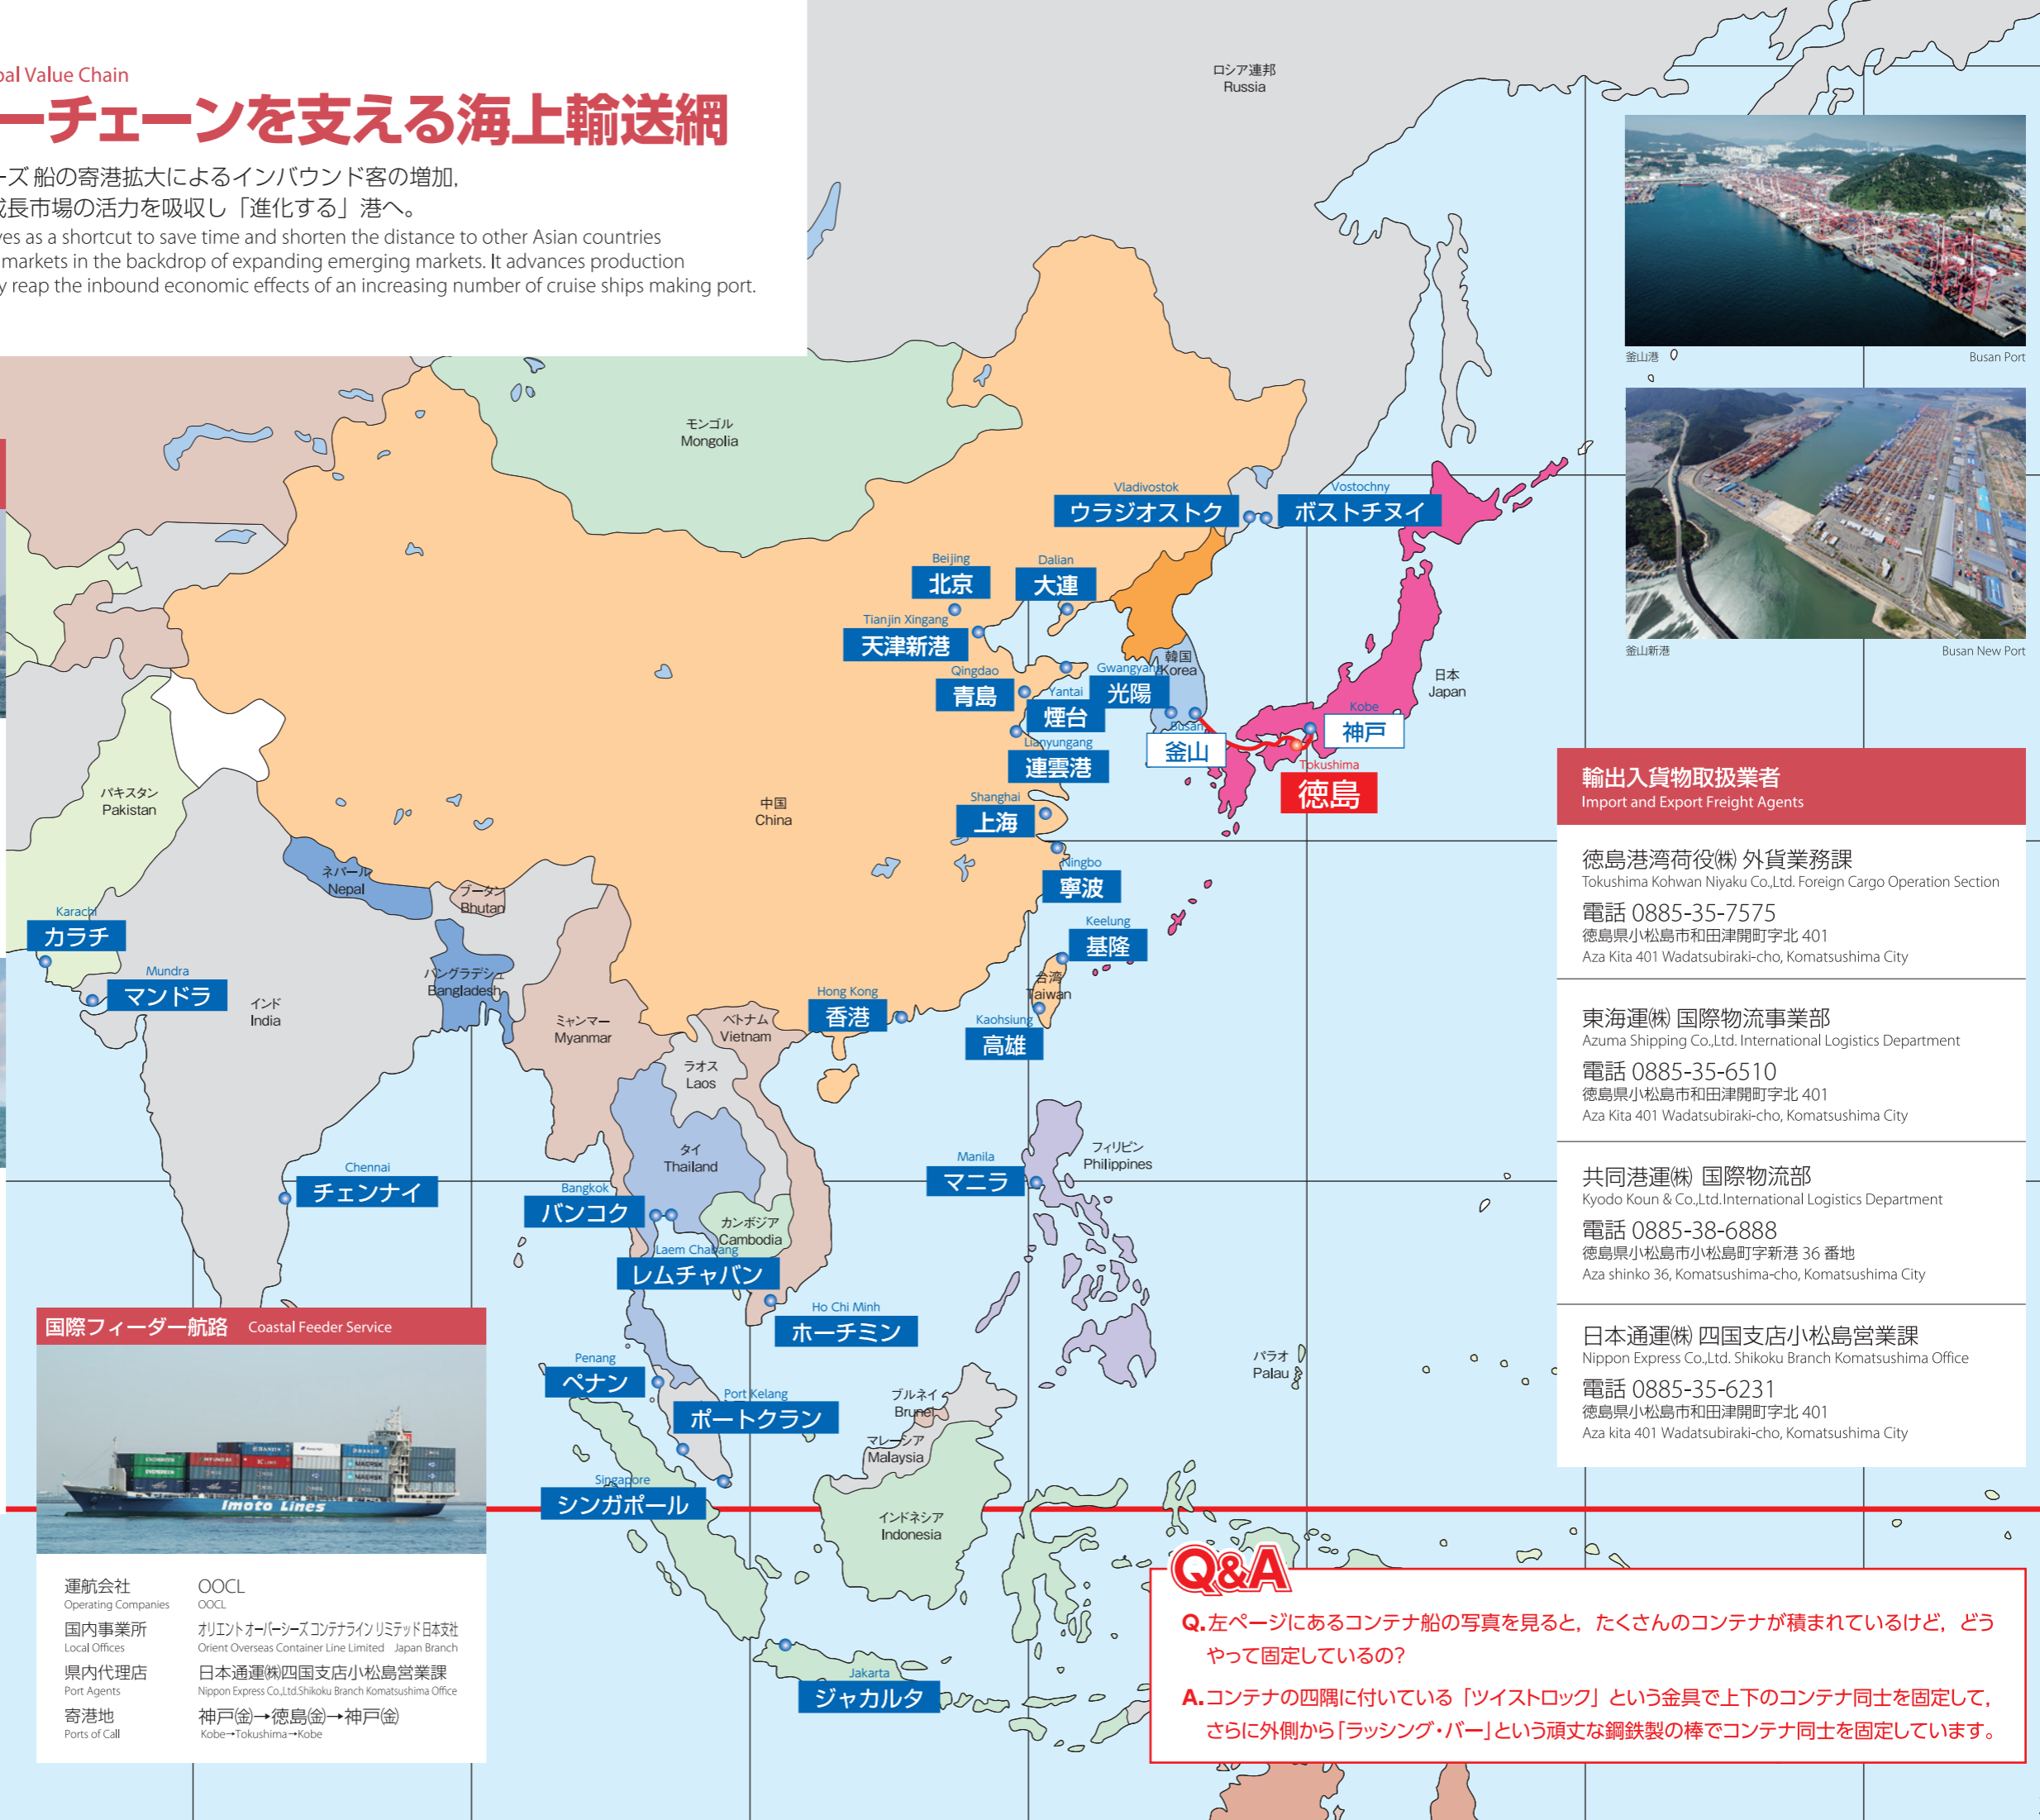 bal Value Chain
ーチェーンを支える海上輸送網
ーズ 船の寄港拡大によるインバウンド客の増加,
成長市場の活力を吸収し「進化する」港へ。
ves as a shortcut to save time and shorten the distance to other Asian countries
markets in the backdrop of expanding emerging markets. It advances production
y reap the inbound economic effects of an increasing number of cruise ships making port.
ロシア連邦
Russia
釜山港
Busan Port
釜山新港
Busan New Port
モンゴル
Mongolia
Vladivostok
ウラジオストク
Vostochny
ボストチヌイ
Beijing
北京
Dalian
大連
Tianjin Xingang
天津新港
Qingdao
青島
Yantai
煙台
Gwangyang
光陽
韓国
Korea
日本
Japan
Busan
釜山
Kobe
神戸
Tokushima
徳島
Lianyungang
連雲港
Shanghai
上海
Ningbo
寧波
中国
China
パキスタン
Pakistan
ネパール
Nepal
ブータン
Bhutan
Karachi
カラチ
Mundra
マンドラ
インド
India
バングラデシュ
Bangladesh
Keelung
基隆
台湾
Taiwan
Hong Kong
香港
Kaohsiung
高雄
ミャンマー
Myanmar
ベトナム
Vietnam
ラオス
Laos
タイ
Thailand
カンボジア
Cambodia
Chennai
チェンナイ
Bangkok
バンコク
Laem Chabang
レムチャバン
Ho Chi Minh
ホーチミン
Manila
マニラ
フィリピン
Philippines
パラオ
Palau
Penang
ペナン
Port Kelang
ポートクラン
ブルネイ
Brunei
マレーシア
Malaysia
Singapore
シンガポール
インドネシア
Indonesia
Jakarta
ジャカルタ
輸出入貨物取扱業者
Import and Export Freight Agents
徳島港湾荷役㈱ 外貨業務課
Tokushima Kohwan Niyaku Co.,Ltd. Foreign Cargo Operation Section
電話 0885-35-7575
徳島県小松島市和田津開町字北 401
Aza Kita 401 Wadatsubiraki-cho, Komatsushima City
東海運㈱ 国際物流事業部
Azuma Shipping Co.,Ltd. International Logistics Department
電話 0885-35-6510
徳島県小松島市和田津開町字北 401
Aza Kita 401 Wadatsubiraki-cho, Komatsushima City
共同港運㈱ 国際物流部
Kyodo Koun & Co.,Ltd.International Logistics Department
電話 0885-38-6888
徳島県小松島市小松島町字新港 36 番地
Aza shinko 36, Komatsushima-cho, Komatsushima City
日本通運㈱ 四国支店小松島営業課
Nippon Express Co.,Ltd. Shikoku Branch Komatsushima Office
電話 0885-35-6231
徳島県小松島市和田津開町字北 401
Aza kita 401 Wadatsubiraki-cho, Komatsushima City
国際フィーダー航路 Coastal Feeder Service
Imoto Lines
運航会社 OOCL
Operating Companies OOCL
国内事業所 オリエント オーバーシーズ コンテナライン リミテッド 日本支社
Local Offices Orient Overseas Container Line Limited Japan Branch
県内代理店 日本通運㈱四国支店小松島営業課
Port Agents Nippon Express Co.,Ltd.Shikoku Branch Komatsushima Office
寄港地 神戸㈮→徳島㈮→神戸㈮
Ports of Call Kobe→Tokushima→Kobe
Q&A
Q.左ページにあるコンテナ船の写真を見ると，たくさんのコンテナが積まれているけど，どう
やって固定しているの？
A.コンテナの四隅に付いている「ツイストロック」という金具で上下のコンテナ同士を固定して，
さらに外側から「ラッシング・バー」という頑丈な鋼鉄製の棒でコンテナ同士を固定しています。